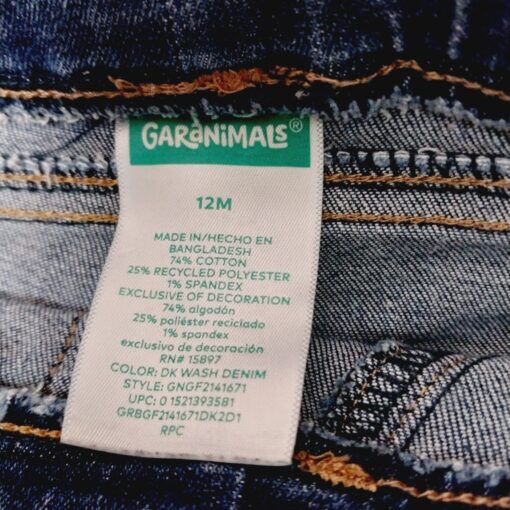 GARaNiMALS®
12M
MADE IN/HECHO EN
BANGLADESH
74% COTTON
25% RECYCLED POLYESTER
1% SPANDEX
EXCLUSIVE OF DECORATION
74% algodón
25% poliéster reciclado
1% spandex
exclusivo de decoración
RN# 15897
COLOR: DK WASH DENIM
STYLE: GNGF2141671
UPC: 0 1521393581
GRBGF2141671DK2D1
RPC